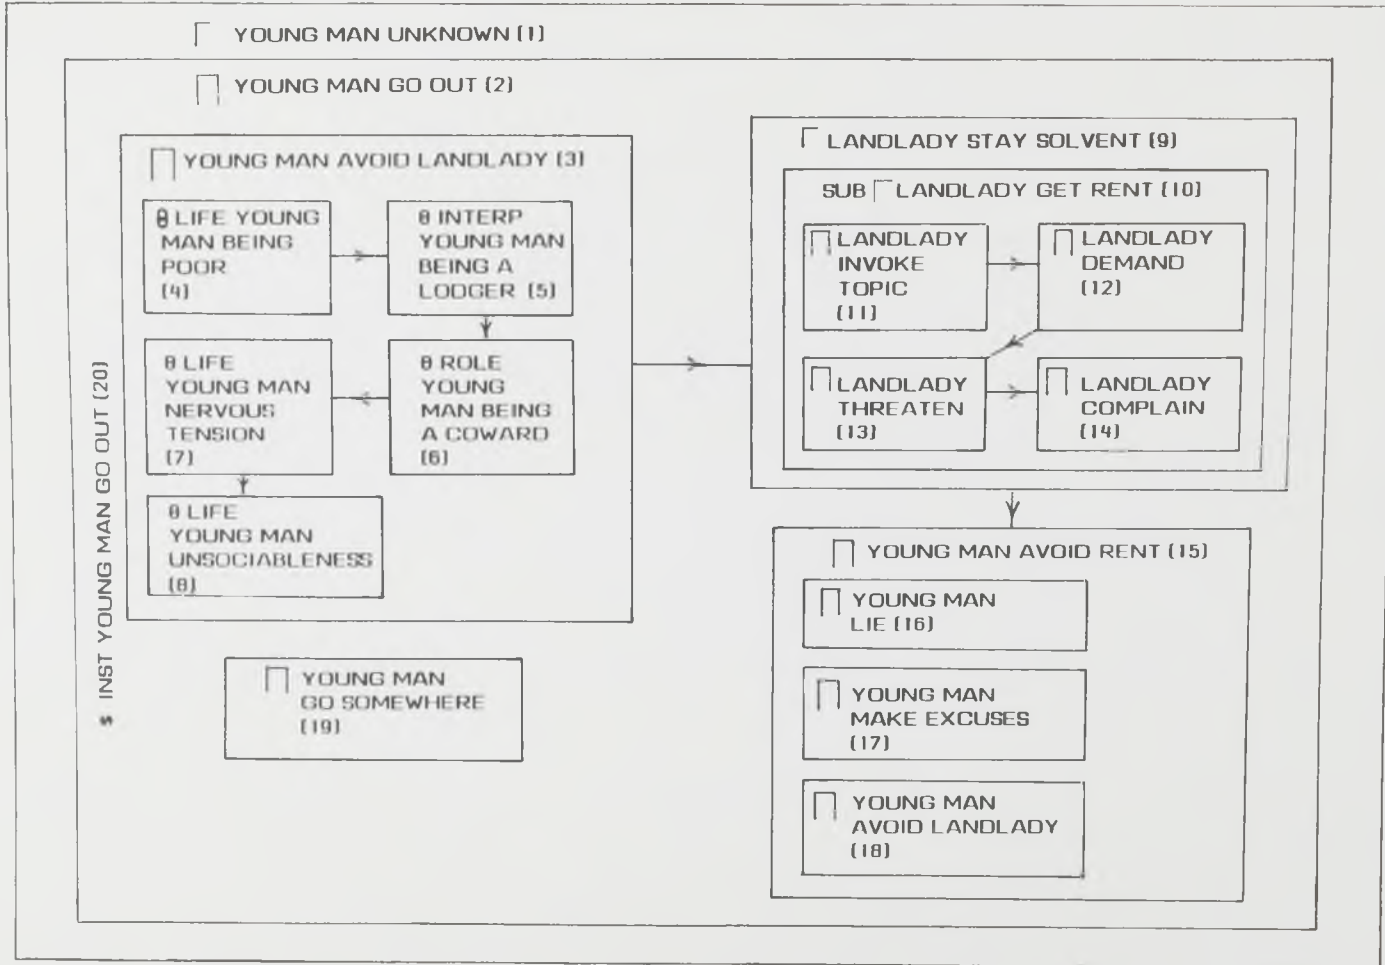 Γ YOUNG MAN UNKNOWN (1)
Π YOUNG MAN GO OUT (2)
Π YOUNG MAN AVOID LANDLADY (3)
θ LIFE YOUNG
MAN BEING
POOR
(4)
θ INTERP
YOUNG MAN
BEING A
LODGER (5)
θ LIFE
YOUNG MAN
NERVOUS
TENSION
(7)
θ ROLE
YOUNG
MAN BEING
A COWARD
(6)
θ LIFE
YOUNG MAN
UNSOCIABLENESS
(8)
Π YOUNG MAN
GO SOMEWHERE
(19)
$ INST YOUNG MAN GO OUT (20)
Γ LANDLADY STAY SOLVENT (9)
SUB Γ LANDLADY GET RENT (10)
Π LANDLADY
INVOKE
TOPIC
(11)
Π LANDLADY
DEMAND
(12)
Π LANDLADY
THREATEN
(13)
Π LANDLADY
COMPLAIN
(14)
Π YOUNG MAN AVOID RENT (15)
Π YOUNG MAN
LIE (16)
Π YOUNG MAN
MAKE EXCUSES
(17)
Π YOUNG MAN
AVOID LANDLADY
(18)